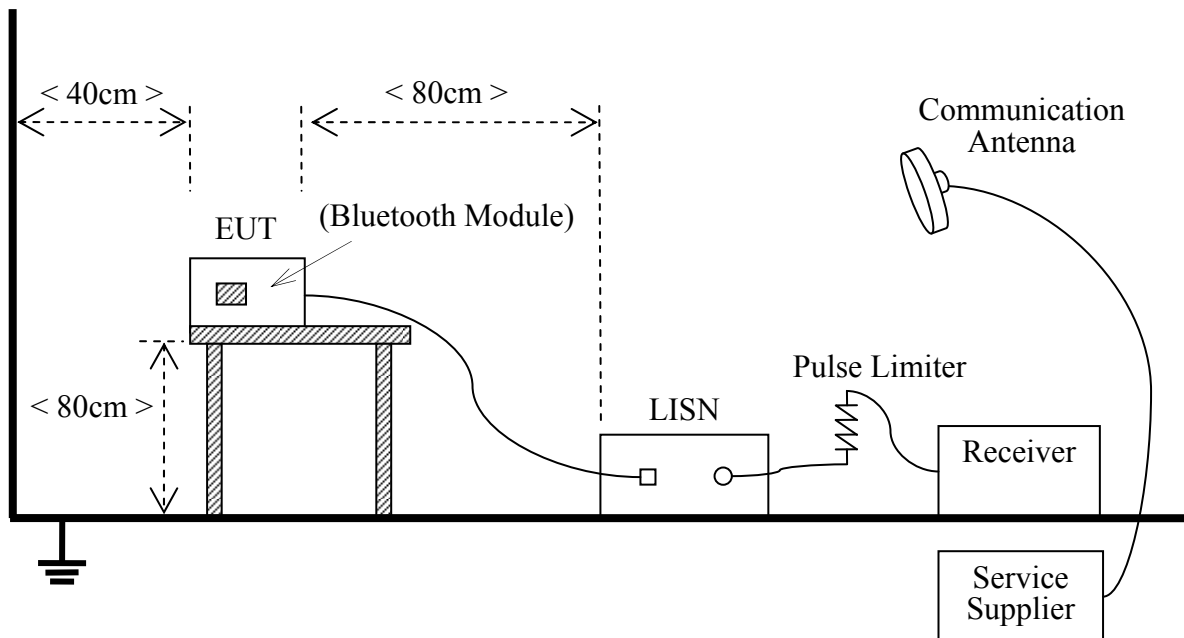 < 40cm >
< 80cm >
Communication
Antenna
(Bluetooth Module)
EUT
Pulse Limiter
< 80cm >
LISN
Receiver
Service
Supplier